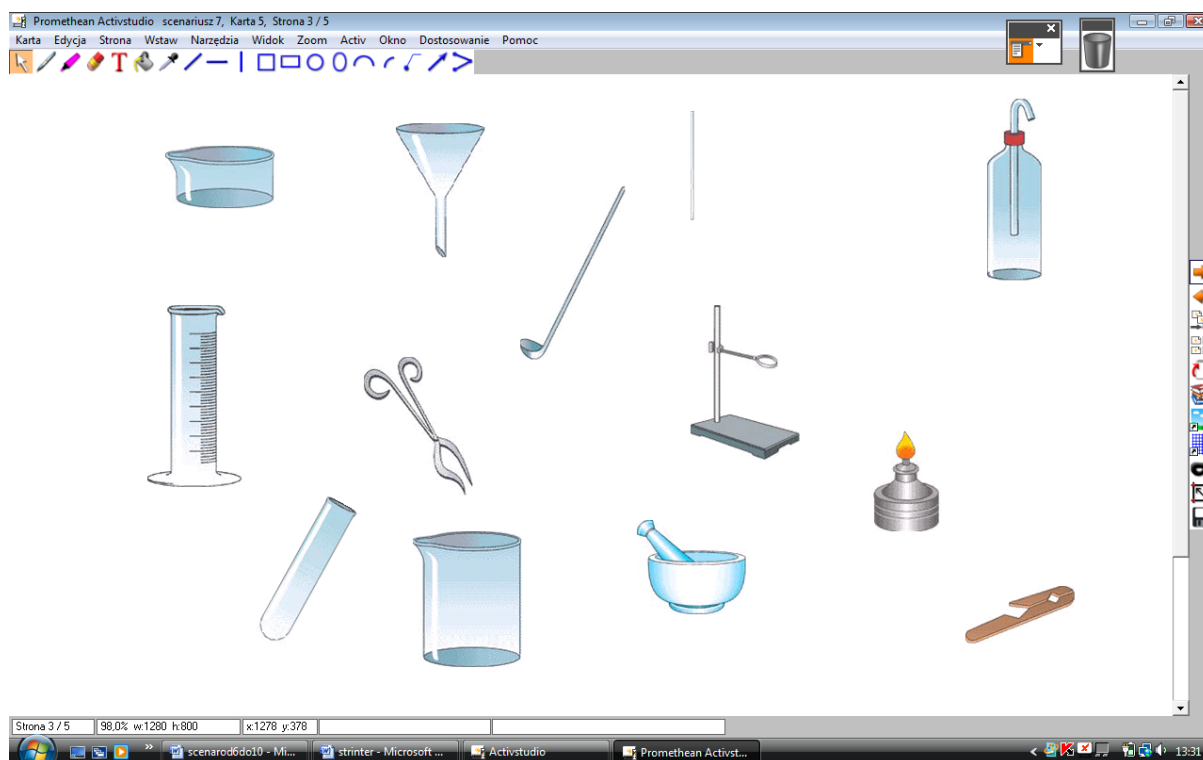 Promethean Activstudio scenariusz 7, Karta 5, Strona 3 / 5
Karta Edycja Strona Wstaw Narzędzia Widok Zoom Activ Okno Dostosowanie Pomoc
T
Strona 3 / 5 98,0% w:1280 h:800 x:1278 y:378
scenarod6do10 - Mi... strinter - Microsoft ... Activstudio Promethean Activst... 13:31